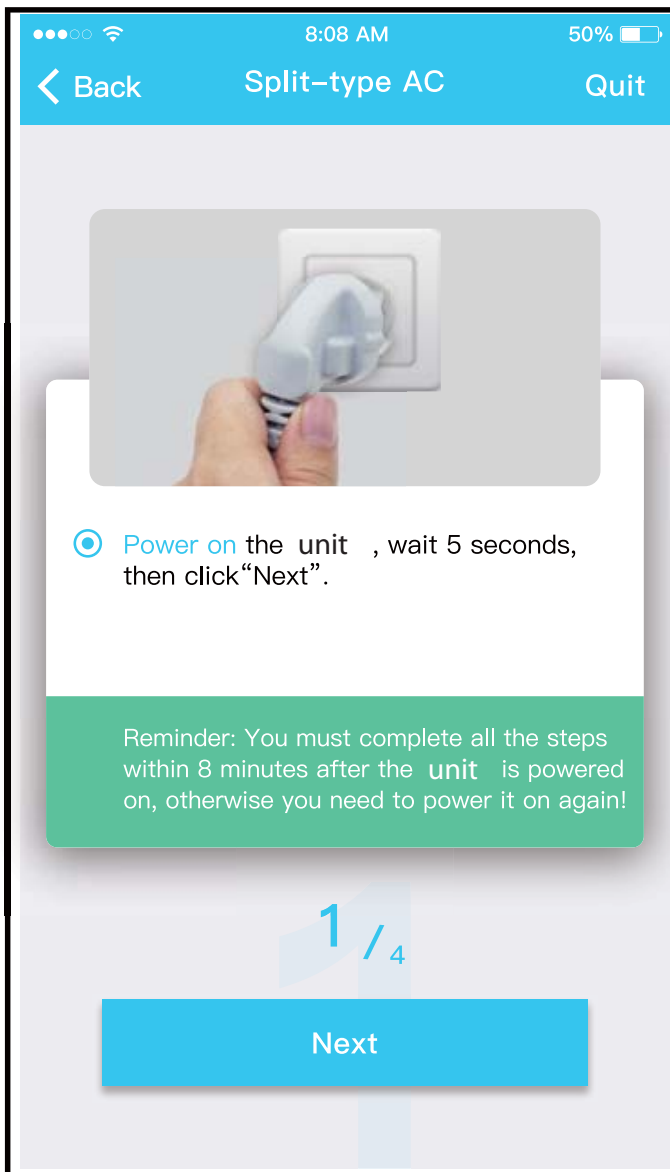 8:08 AM
50%
Back
Split-type AC
Quit
Power on the unit , wait 5 seconds,
then click“Next”.
Reminder: You must complete all the steps
within 8 minutes after the unit is powered
on, otherwise you need to power it on again!
1 / 4
Next